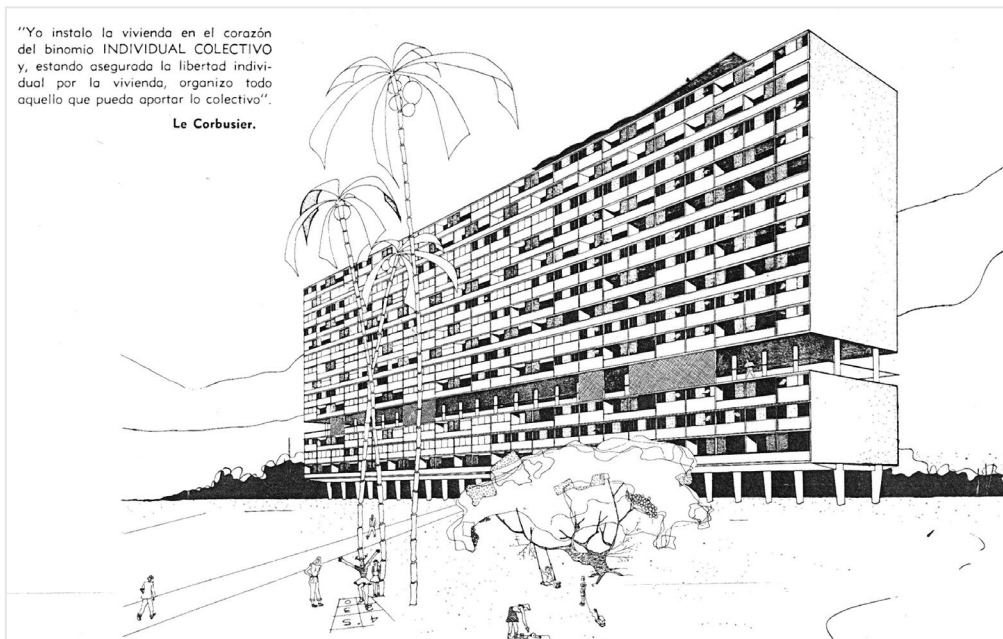 "Yo instalo la vivienda en el corazón
del binomio INDIVIDUAL COLECTIVO
y, estando asegurada la libertad indivi-
dual por la vivienda, organizo todo
aquello que pueda aportar lo colectivo".
Le Corbusier.